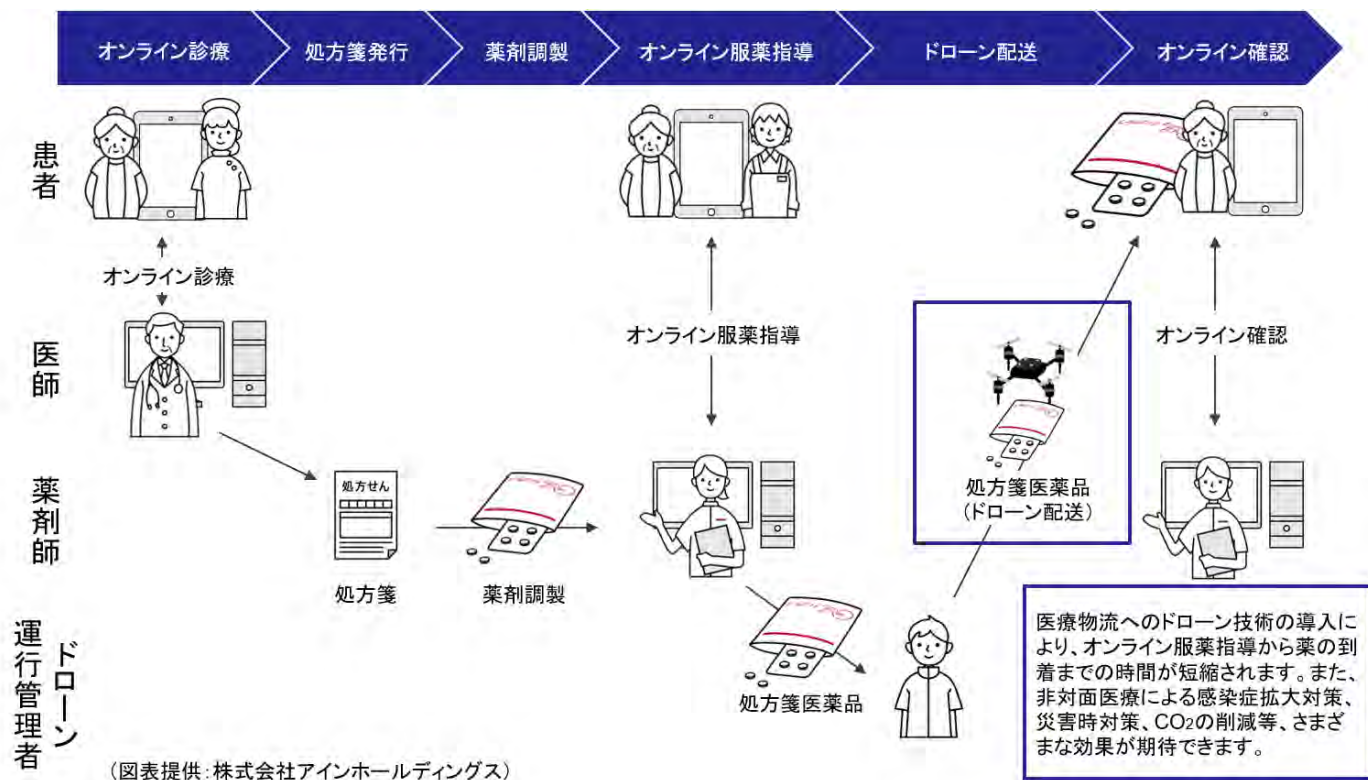 オンライン診療
処方箋発行
薬剤調製
オンライン服薬指導
ドローン配送
オンライン確認
患者
オンライン診療
医師
オンライン服薬指導
オンライン確認
処方箋医薬品
（ドローン配送）
薬剤師
処方せん
処方箋
薬剤調製
処方箋医薬品
ドローン
運行管理者
医療物流へのドローン技術の導入に
より、オンライン服薬指導から薬の到
着までの時間が短縮されます。また、
非対面医療による感染症拡大対策、
災害時対策、CO₂の削減等、さまざ
まな効果が期待できます。
（図表提供：株式会社アインホールディングス）